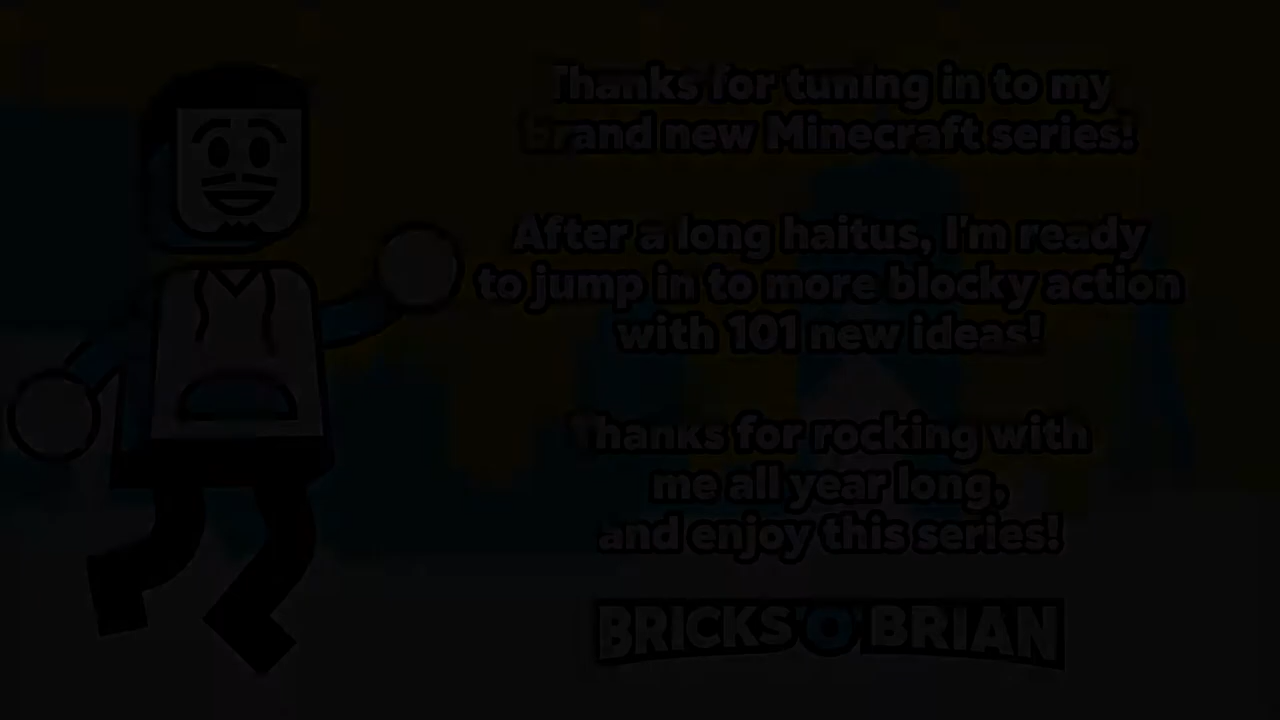 Thanks for tuning in to my
Brand new Minecraft series!
After a long haitus, I'm ready
to jump in to more blocky action
with 101 new ideas!
Thanks for rocking with
me all year long,
and enjoy this series!
BRICKS 'O' BRIAN